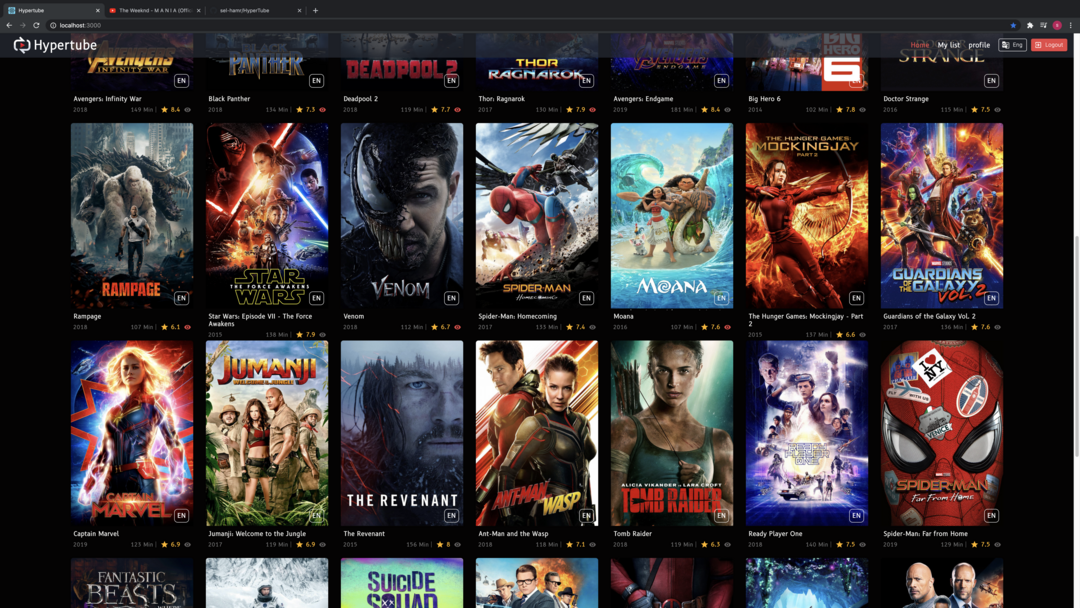 Hypertube
The Weeknd - M A N I A (Offici
sel-hamr/HyperTube
localhost:3000
Hypertube
Home
My list
profile
Eng
Logout
AVENGERS
INFINITY WAR
EN
BLACK
PANTHER
EN
DEADPOOL 2
EN
THOR
RAGNAROK
EN
AVENGERS
ENDGAME
EN
BIG
HERO
6
EN
STRANGE
EN
Avengers: Infinity War
2018 149 Min | 8.4
Black Panther
2018 134 Min | 7.3
Deadpool 2
2018 119 Min | 7.7
Thor: Ragnarok
2017 130 Min | 7.9
Avengers: Endgame
2019 181 Min | 8.4
Big Hero 6
2014 102 Min | 7.8
Doctor Strange
2016 115 Min | 7.5
RAMPAGE
EN
STAR
THE FORCE AWAKENS
WARS
EN
VENOM
EN
SPIDER-MAN
HOMECOMING
EN
MOANA
EN
THE HUNGER GAMES:
MOCKINGJAY
PART 2
EN
MARVEL STUDIOS
GUARDIANS
OF THE GALAXY
VOL. 2
EN
Rampage
2018 107 Min | 6.1
Star Wars: Episode VII - The Force
Awakens
2015 138 Min | 7.9
Venom
2018 112 Min | 6.7
Spider-Man: Homecoming
2017 133 Min | 7.4
Moana
2016 107 Min | 7.6
The Hunger Games: Mockingjay - Part
2
2015 137 Min | 6.6
Guardians of the Galaxy Vol. 2
2017 136 Min | 7.6
CAPTAIN
MARVEL
EN
JUMANJI
WELCOME TO THE JUNGLE
EN
THE REVENANT
EN
ANT-MAN
AND THE
WASP
EN
ALICIA VIKANDER IS LARA CROFT
TOMB RAIDER
EN
READY
PLAYER
ONE
EN
I ♥
NY
FLY WITH US
VENICE
SPIDER-MAN
FAR FROM HOME
EN
Captain Marvel
2019 123 Min | 6.9
Jumanji: Welcome to the Jungle
2017 119 Min | 6.9
The Revenant
2015 156 Min | 8
Ant-Man and the Wasp
2018 118 Min | 7.1
Tomb Raider
2018 119 Min | 6.3
Ready Player One
2018 140 Min | 7.5
Spider-Man: Far from Home
2019 129 Min | 7.5
FANTASTIC
BEASTS
SUICIDE
SQUAD